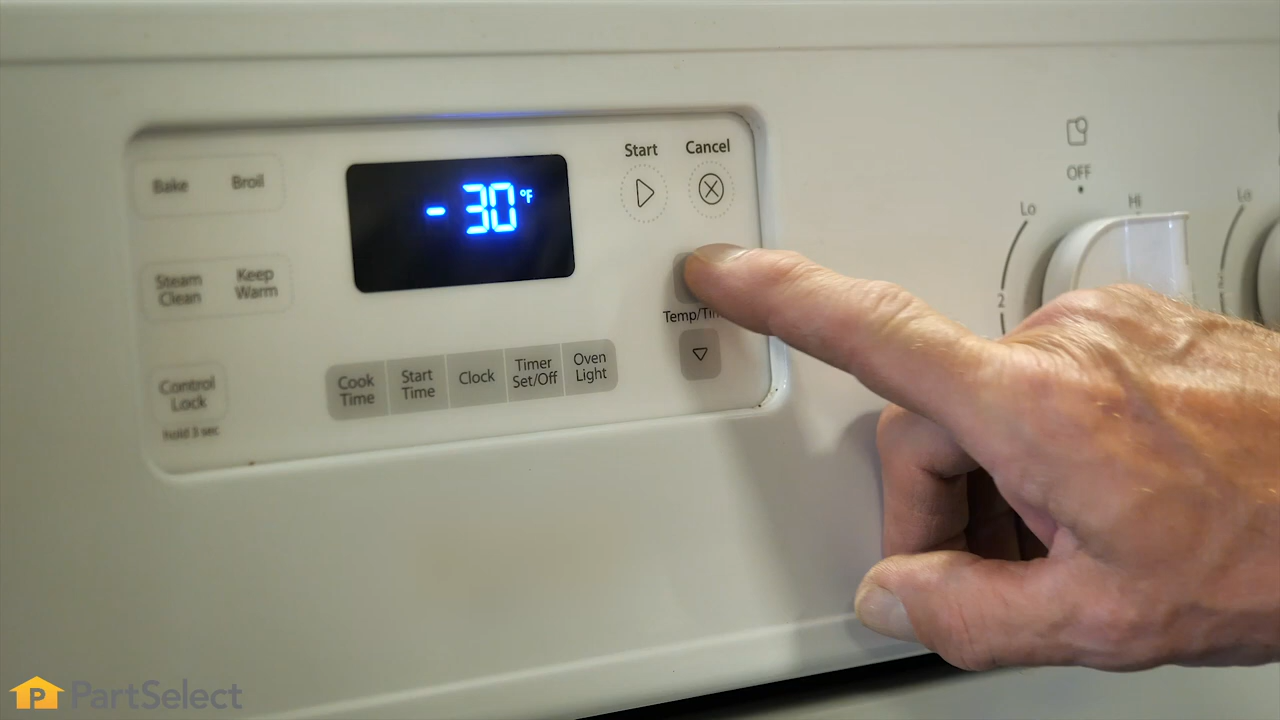 Bake Broil
Steam Clean
Keep Warm
Control Lock
hold 3 sec
- 30 °F
Cook Time
Start Time
Clock
Timer Set/Off
Oven Light
Start
Cancel
OFF
Lo
Hi
2
Lo
P PartSelect